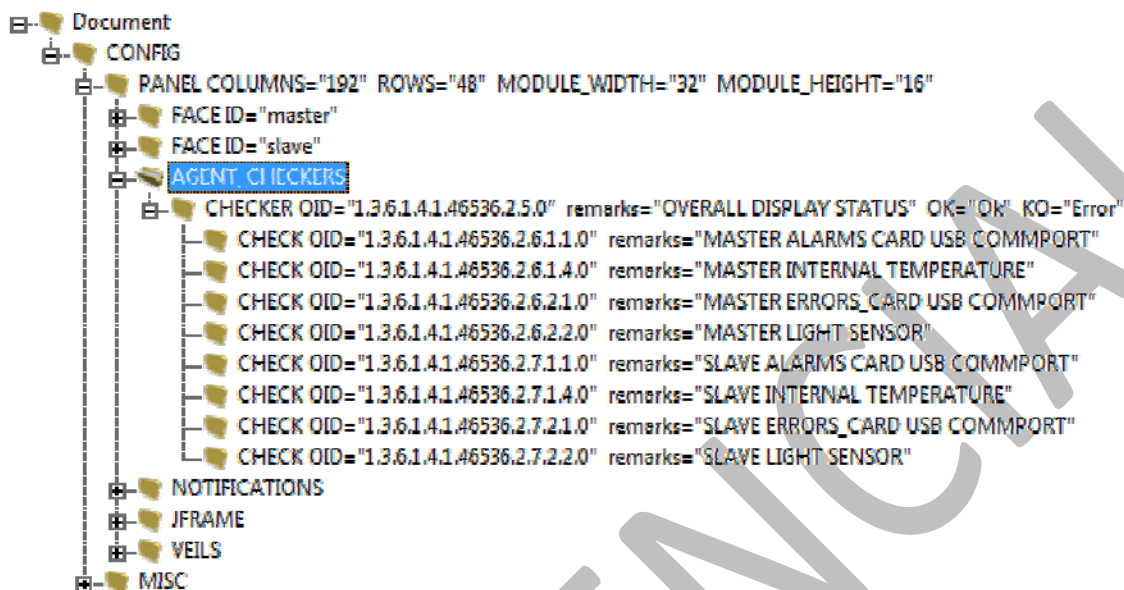 Document
CONFIG
PANEL COLUMNS="192" ROWS="48" MODULE_WIDTH="32" MODULE_HEIGHT="16"
FACE ID="master"
FACE ID="slave"
AGENT_CHECKERS
CHECKER OID="1.3.6.1.4.1.46536.2.5.0" remarks="OVERALL DISPLAY STATUS" OK="Ok" KO="Error"
CHECK OID="1.3.6.1.4.1.46536.2.6.1.1.0" remarks="MASTER ALARMS CARD USB COMMPORT"
CHECK OID="1.3.6.1.4.1.46536.2.6.1.4.0" remarks="MASTER INTERNAL TEMPERATURE"
CHECK OID="1.3.6.1.4.1.46536.2.6.2.1.0" remarks="MASTER ERRORS_CARD USB COMMPORT"
CHECK OID="1.3.6.1.4.1.46536.2.6.2.2.0" remarks="MASTER LIGHT SENSOR"
CHECK OID="1.3.6.1.4.1.46536.2.7.1.1.0" remarks="SLAVE ALARMS CARD USB COMMPORT"
CHECK OID="1.3.6.1.4.1.46536.2.7.1.4.0" remarks="SLAVE INTERNAL TEMPERATURE"
CHECK OID="1.3.6.1.4.1.46536.2.7.2.1.0" remarks="SLAVE ERRORS_CARD USB COMMPORT"
CHECK OID="1.3.6.1.4.1.46536.2.7.2.2.0" remarks="SLAVE LIGHT SENSOR"
NOTIFICATIONS
JFRAME
VEILS
MISC
ENCIAL